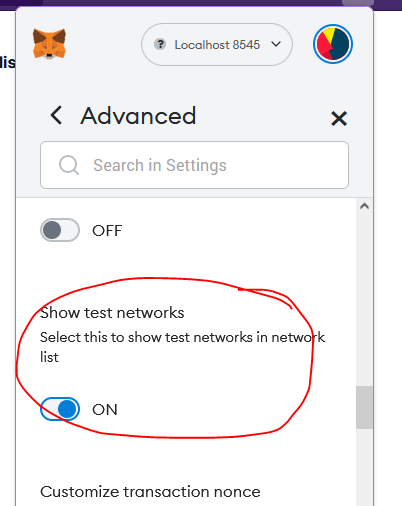 lis
? Localhost 8545
Advanced
Search in Settings
OFF
Show test networks
Select this to show test networks in network
list
ON
Customize transaction nonce